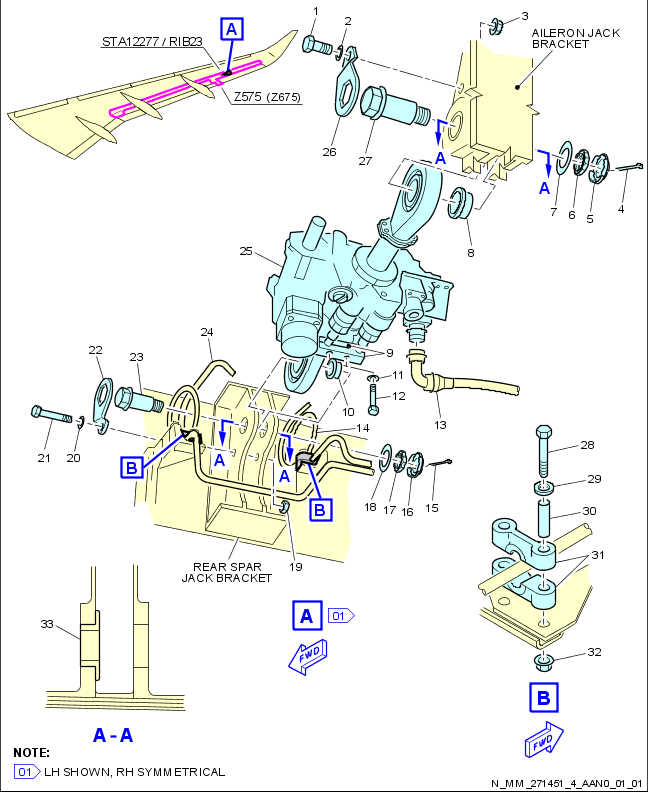 1
2
3
A
STA12277 / RIB23
AILERON JACK
BRACKET
Z575 (Z675)
26
27
A
A
7
6
5
4
8
25
24
9
22
23
11
10
12
13
14
21
20
B
A
A
B
18
17
16
15
28
29
30
31
32
19
REAR SPAR
JACK BRACKET
33
A
01
FWD
B
FWD
A - A
NOTE:
01 LH SHOWN, RH SYMMETRICAL
N_MM_271451_4_AAN0_01_01